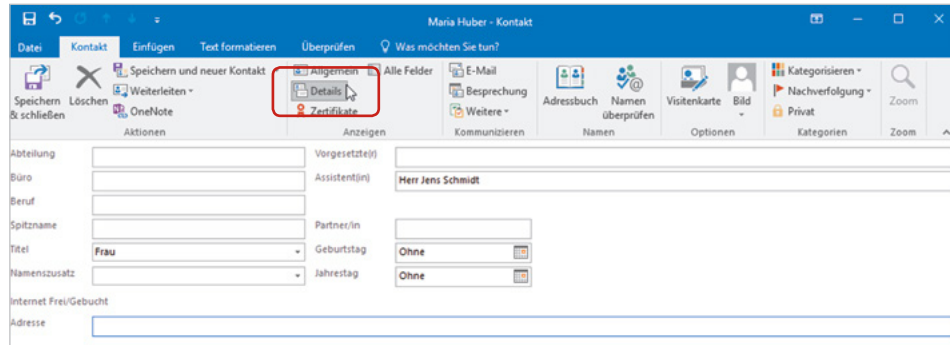 Maria Huber - Kontakt
Datei Kontakt Einfügen Text formatieren Überprüfen Was möchten Sie tun?
Speichern & schließen
Löschen
Speichern und neuer Kontakt
Weiterleiten
OneNote
Aktionen
Allgemein
Details
Zertifikate
Alle Felder
Anzeigen
E-Mail
Besprechung
Weitere
Kommunizieren
Adressbuch
Namen überprüfen
Namen
Visitenkarte
Bild
Optionen
Kategorisieren
Nachverfolgung
Privat
Kategorien
Zoom
Zoom
Abteilung Vorgesetzte(r)
Büro Assistent(in) Herr Jens Schmidt
Beruf
Spitzname Partner/in
Titel Frau Geburtstag Ohne
Namenszusatz Jahrestag Ohne
Internet Frei/Gebucht
Adresse